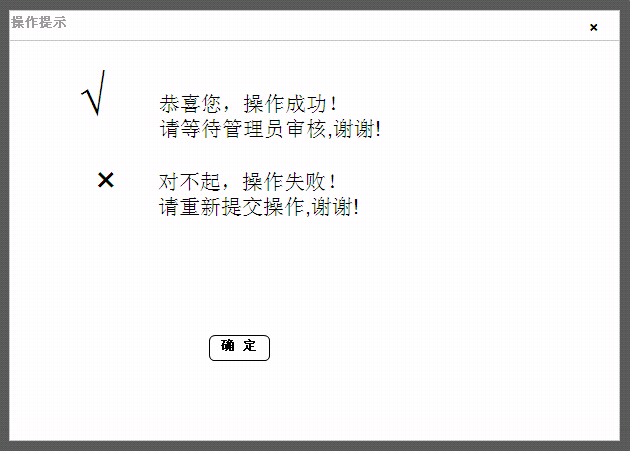 操作提示
×
√
恭喜您，操作成功！
请等待管理员审核,谢谢!
×
对不起，操作失败！
请重新提交操作,谢谢!
确 定